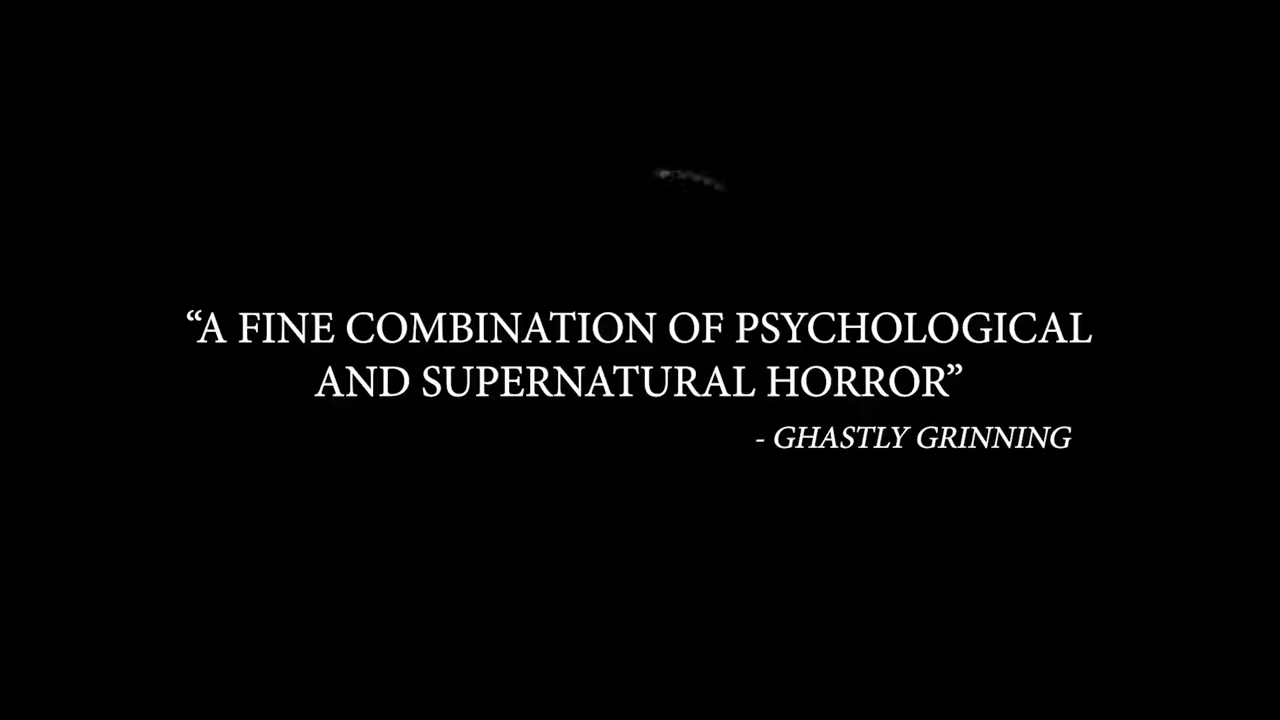 “A FINE COMBINATION OF PSYCHOLOGICAL
AND SUPERNATURAL HORROR”
- GHASTLY GRINNING